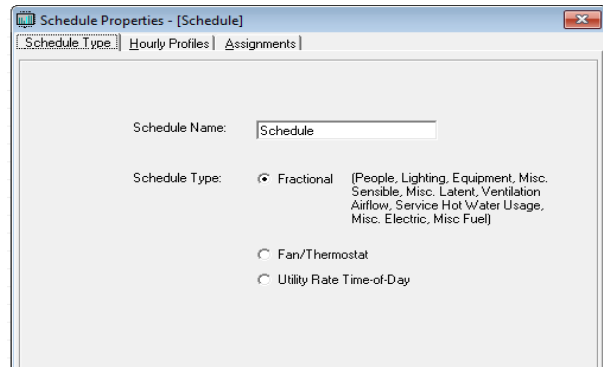 Schedule Properties - [Schedule]
Schedule Type Hourly Profiles Assignments
Schedule Name: Schedule
Schedule Type: Fractional (People, Lighting, Equipment, Misc.
Sensible, Misc. Latent, Ventilation
Airflow, Service Hot Water Usage,
Misc. Electric, Misc Fuel)
Fan/Thermostat
Utility Rate Time-of-Day